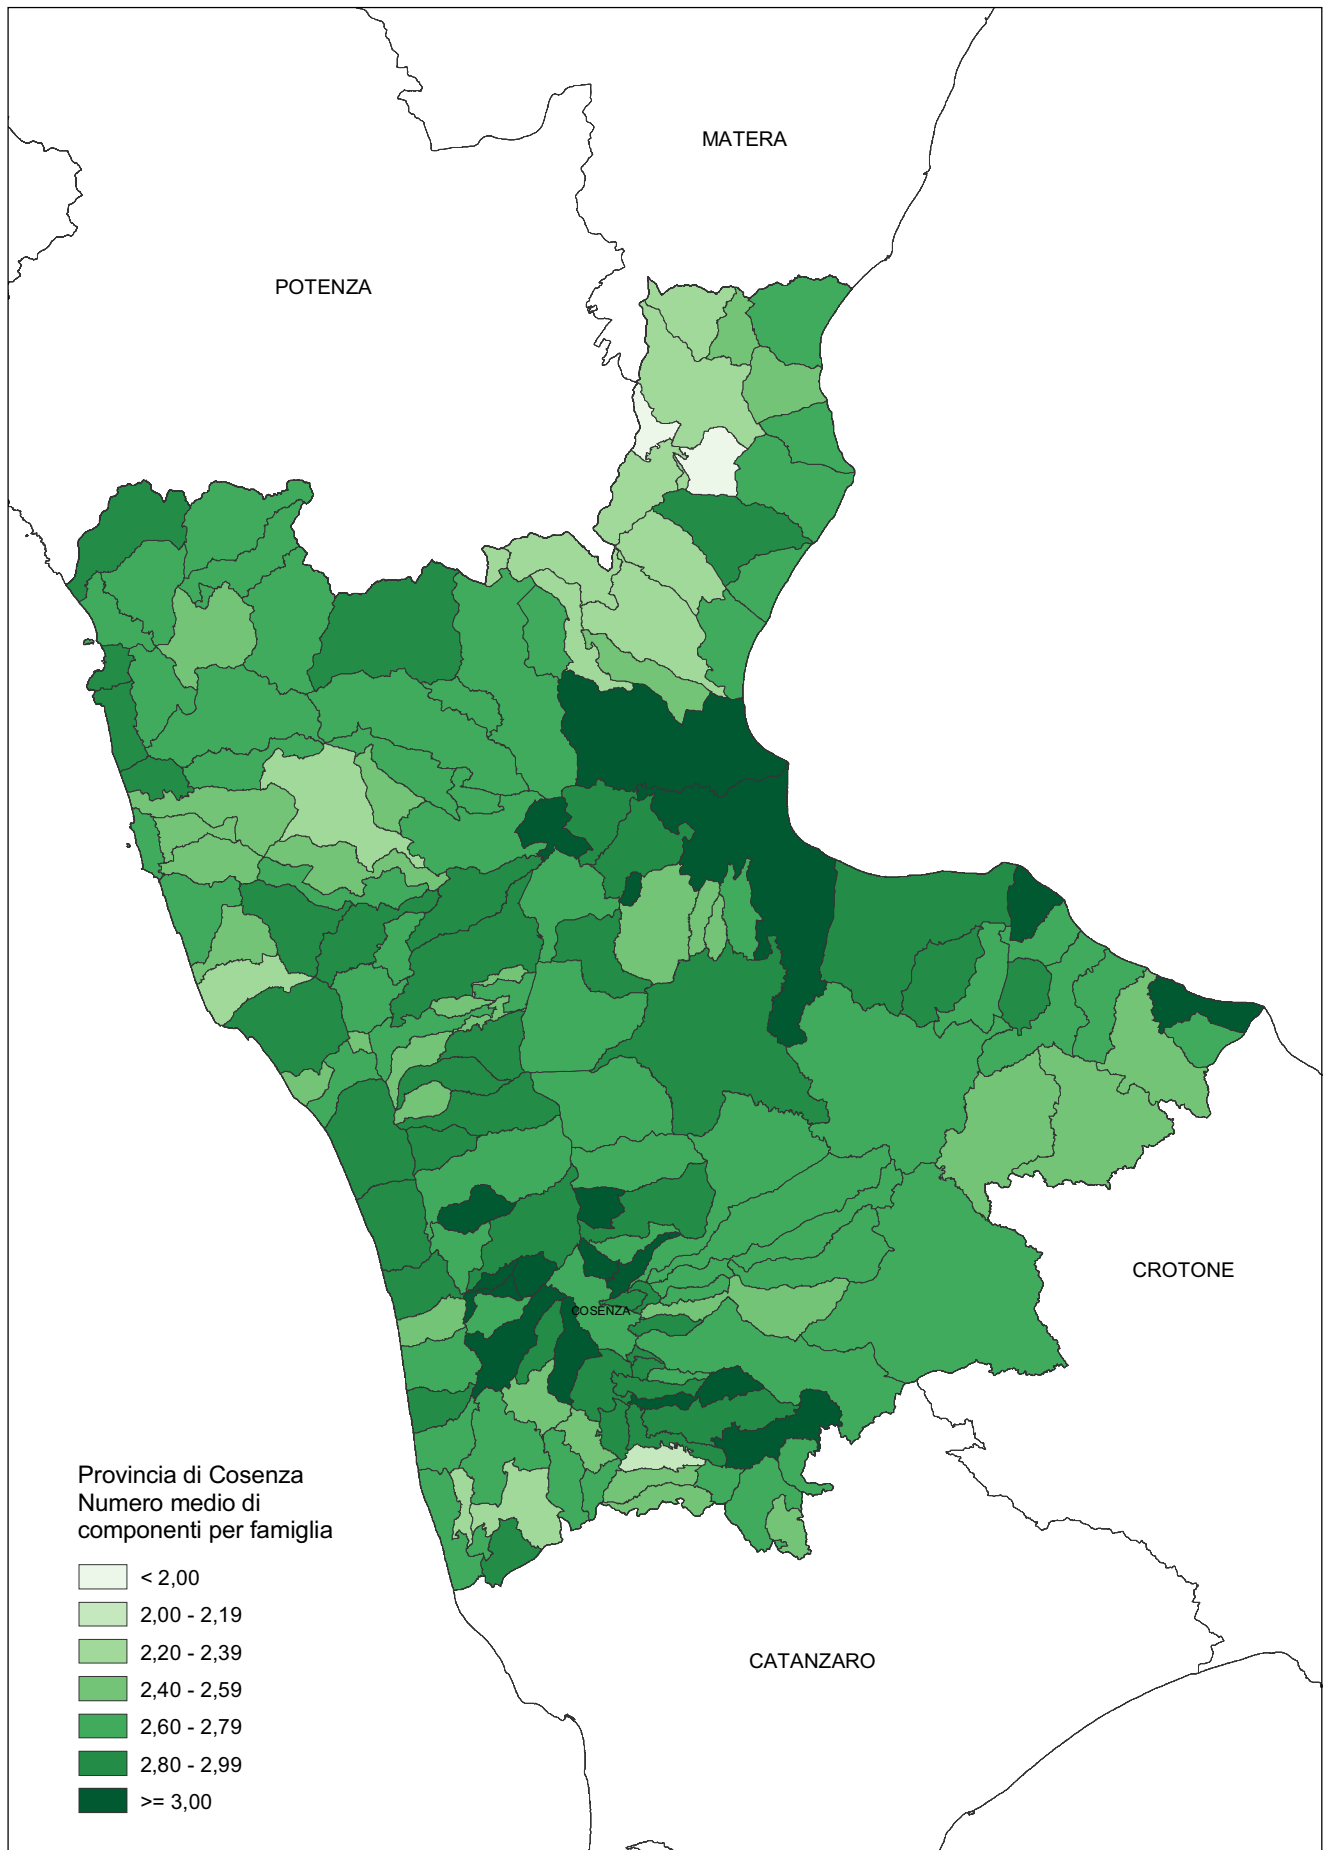 MATERA
POTENZA
CROTONE
COSENZA
Provincia di Cosenza
Numero medio di
componenti per famiglia
< 2,00
2,00 - 2,19
2,20 - 2,39
2,40 - 2,59
2,60 - 2,79
2,80 - 2,99
>= 3,00
CATANZARO